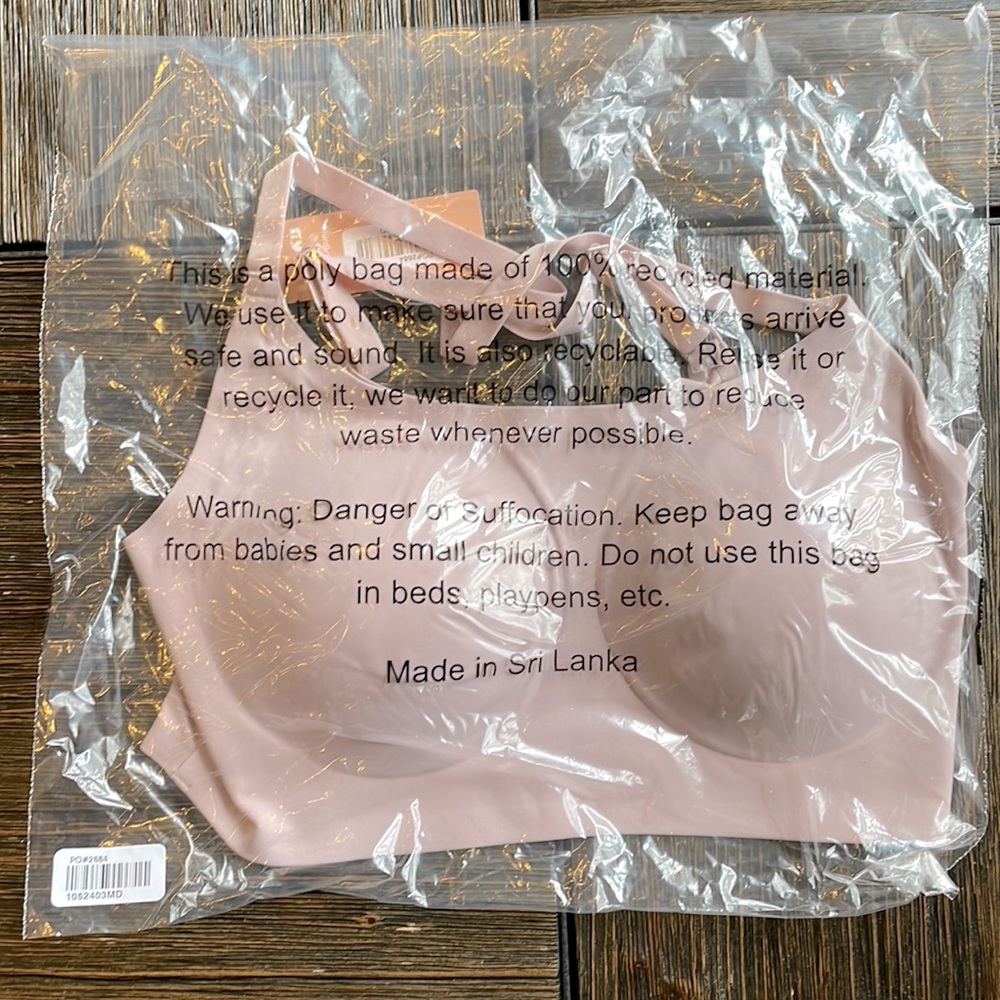 This is a poly bag made of 100% recycled material.
We use it to make sure that your products arrive
safe and sound. It is also recyclable. Reuse it or
recycle it, we want to do our part to reduce
waste whenever possible.
Warning: Danger of Suffocation. Keep bag away
from babies and small children. Do not use this bag
in beds, playpens, etc.
Made in Sri Lanka
PO#2684
1052403MD